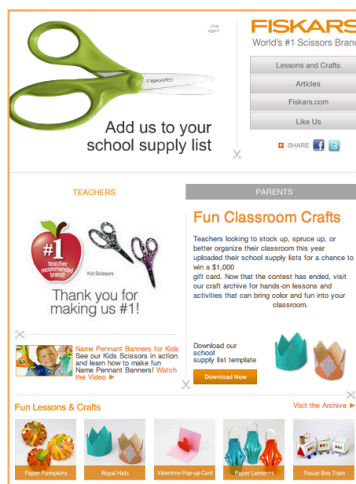 play
again
FISKARS
World's #1 Scissors Brand
FISKARS
Add us to your
school supply list
Lessons and Crafts
Articles
Fiskars.com
Like Us
SHARE
TEACHERS
PARENTS
#1
teacher
recommended
brand!
Kid Scissors
Thank you for
making us #1!
Fun Classroom Crafts
Teachers looking to stock up, spruce up, or
better organize their classroom this year
uploaded their school supply lists for a chance to
win a $1,000
gift card. Now that the contest has ended, visit
our craft archive for hands-on lessons and
activities that can bring color and fun into your
classroom.
Name Pennant Banners for Kids
See our Kids Scissors in action
and learn how to make fun
Name Pennant Banners! Watch
the Video
Download our
school
supply list template
Download Now
Fun Lessons & Crafts
Visit the Archive
Paper Pumpkins
Royal Hats
Valentine Pop-up Card
Paper Lanterns
Tissue Box Train